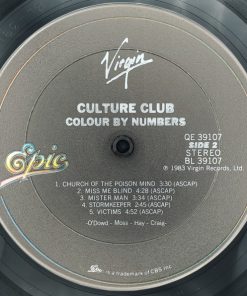 Virgin
CULTURE CLUB
COLOUR BY NUMBERS
QE 39107
SIDE 2
STEREO
BL 39107
Epic
℗ 1983 Virgin Records, Ltd.
1. CHURCH OF THE POISON MIND 3:30 (ASCAP)
2. MISS ME BLIND 4:28 (ASCAP)
3. MISTER MAN 3:34 (ASCAP)
4. STORMKEEPER 2:45 (ASCAP)
5. VICTIMS 4:52 (ASCAP)
-O'Dowd - Moss - Hay - Craig-
Epic is a trademark of CBS Inc.